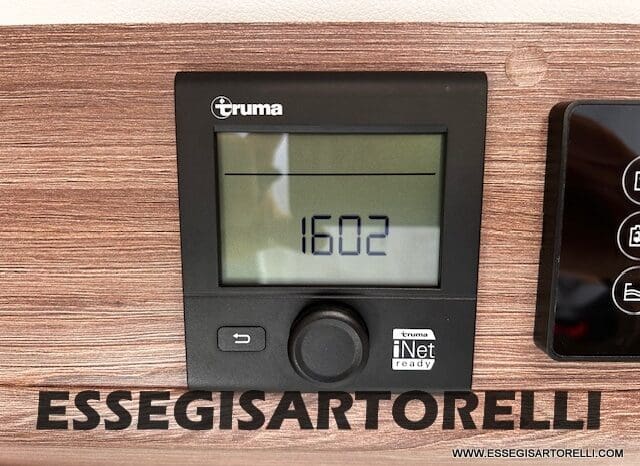 truma
1602
truma
iNet
ready
ESSEGISARTORELLI
WWW.ESSEGISARTORELLI.COM